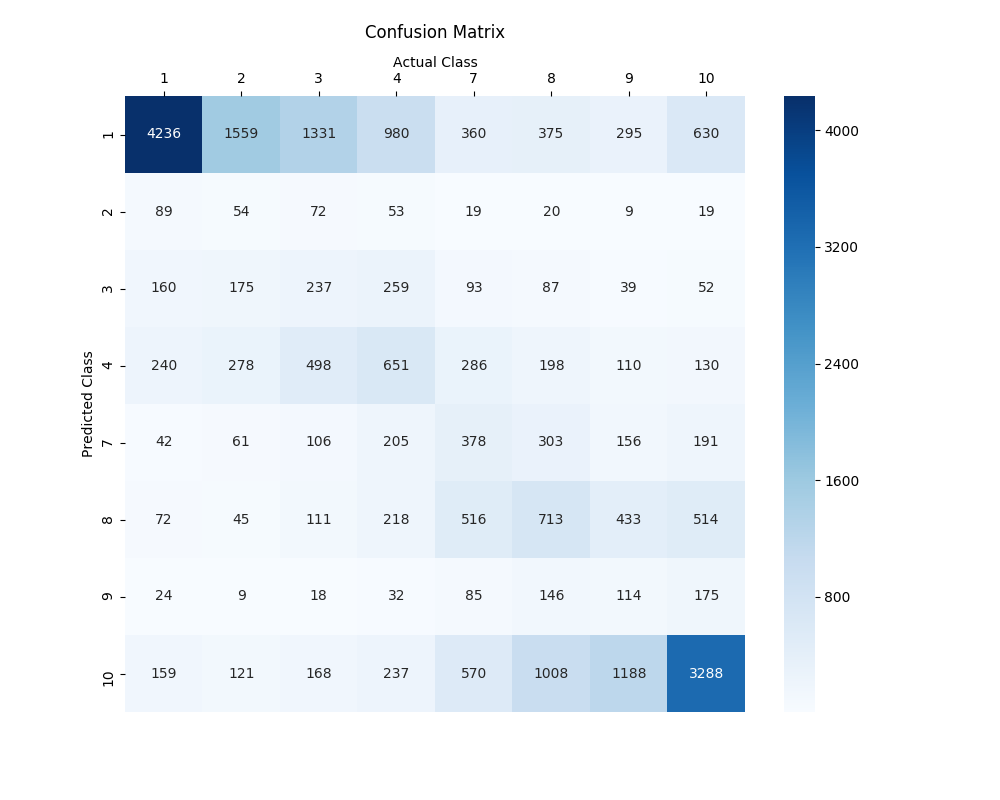 Confusion Matrix
Actual Class
1 2 3 4 7 8 9 10
1 4236 1559 1331 980 360 375 295 630
2 89 54 72 53 19 20 9 19
3 160 175 237 259 93 87 39 52
4 240 278 498 651 286 198 110 130
7 42 61 106 205 378 303 156 191
8 72 45 111 218 516 713 433 514
9 24 9 18 32 85 146 114 175
10 159 121 168 237 570 1008 1188 3288
Predicted Class
4000
3200
2400
1600
800